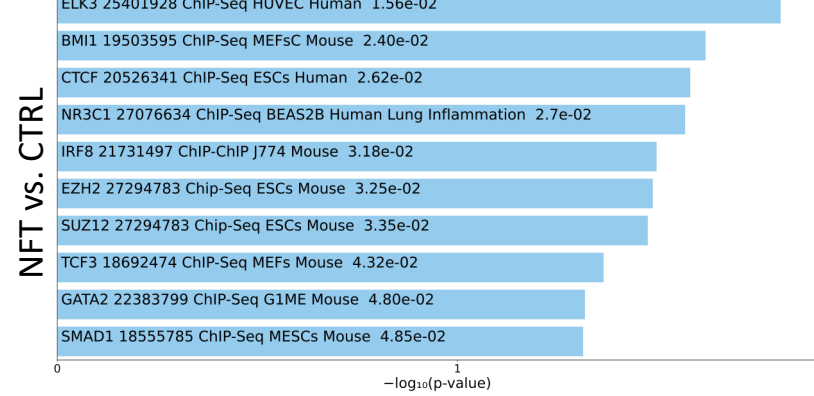 ELK3 25401928 ChIP-Seq HUVEC Human 1.56e-02
BMI1 19503595 ChIP-Seq MEFsC Mouse 2.40e-02
CTCF 20526341 ChIP-Seq ESCs Human 2.62e-02
NR3C1 27076634 ChIP-Seq BEAS2B Human Lung Inflammation 2.7e-02
IRF8 21731497 ChIP-ChIP J774 Mouse 3.18e-02
EZH2 27294783 Chip-Seq ESCs Mouse 3.25e-02
SUZ12 27294783 Chip-Seq ESCs Mouse 3.35e-02
TCF3 18692474 ChIP-Seq MEFs Mouse 4.32e-02
GATA2 22383799 ChIP-Seq G1ME Mouse 4.80e-02
SMAD1 18555785 ChIP-Seq MESCs Mouse 4.85e-02
NFT vs. CTRL
0 1
−log₁₀(p-value)